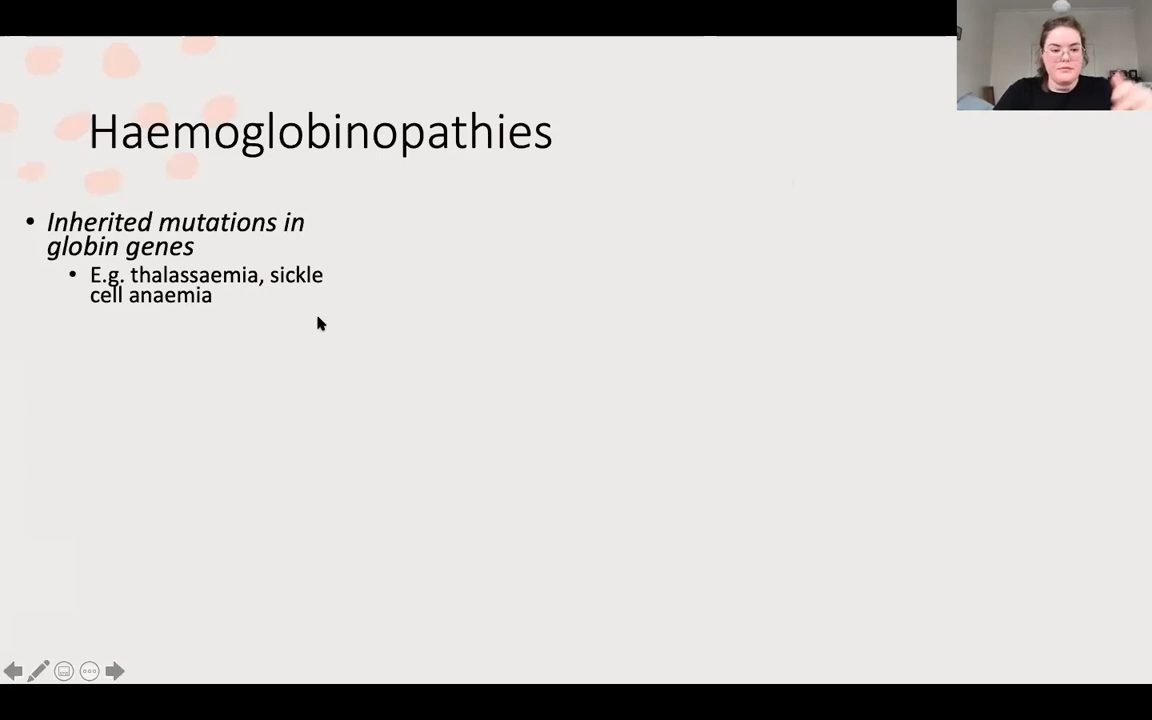 Haemoglobinopathies
• Inherited mutations in
globin genes
• E.g. thalassaemia, sickle
cell anaemia